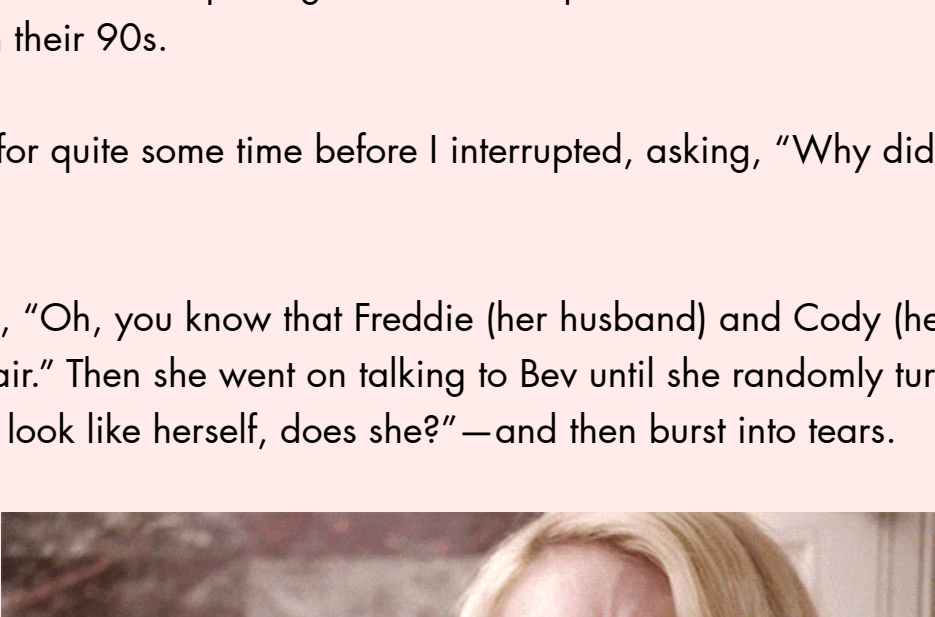 their 90s.
for quite some time before I interrupted, asking, “Why did
, “Oh, you know that Freddie (her husband) and Cody (he
air.” Then she went on talking to Bev until she randomly tur
look like herself, does she?”—and then burst into tears.